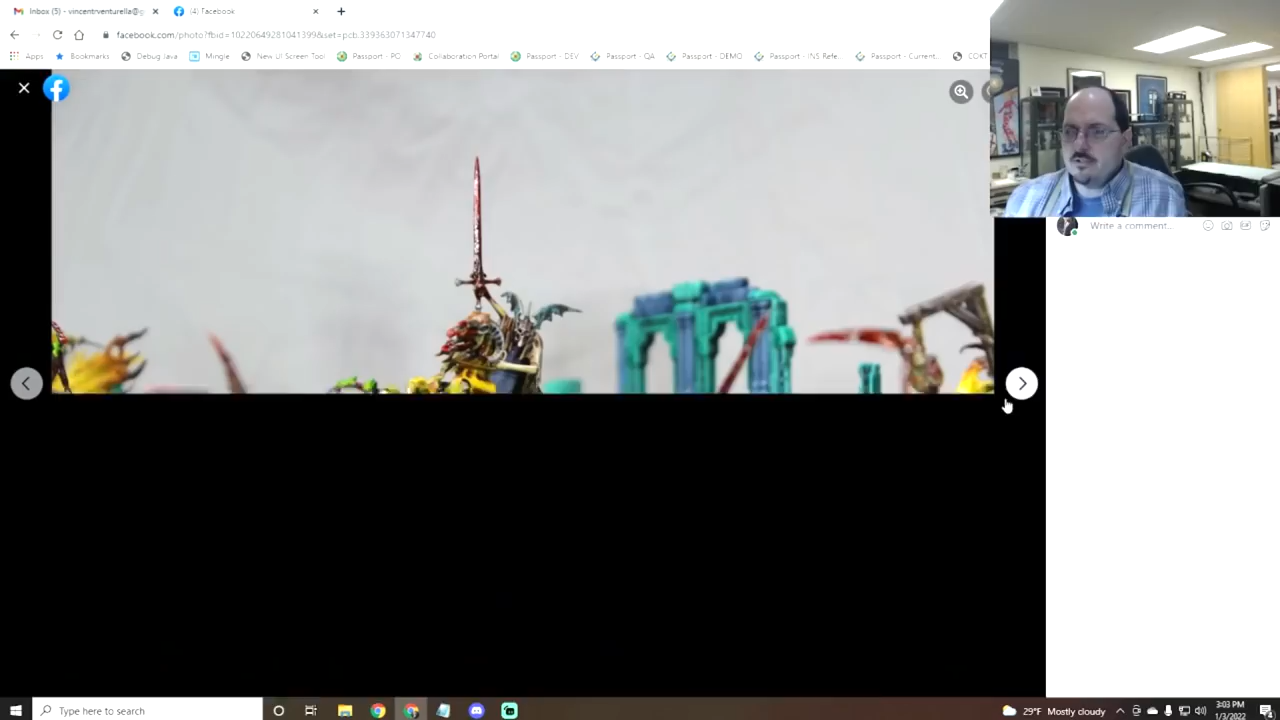 Inbox (5) - vincentrventurella@g
(4) Facebook
facebook.com/photo?fbid=10220649281041399&set=pcb.339363071347740
Apps Bookmarks Debug Java Mingle New UI Screen Tool Passport - PO Collaboration Portal Passport - DEV Passport - QA Passport - DEMO Passport - INS Refe... Passport - Current...
Write a comment...
Type here to search
29°F Mostly cloudy
3:03 PM
1/3/2022